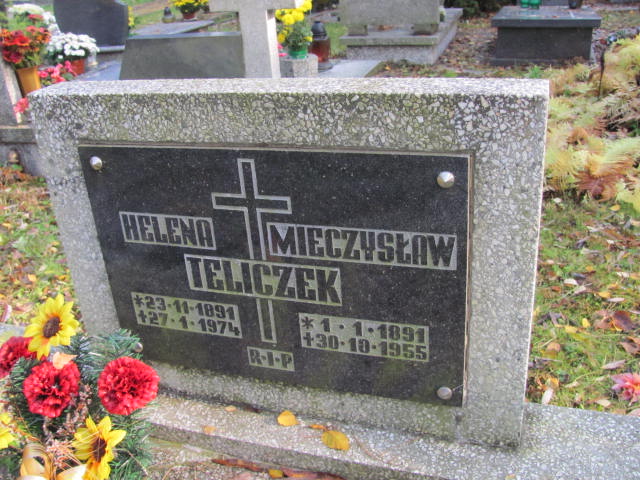 HELENA MIECZYSŁAW
TELICZEK
*23·11·1891 *1·1·1891
+27·1·1974 +30·10·1955
R·I·P